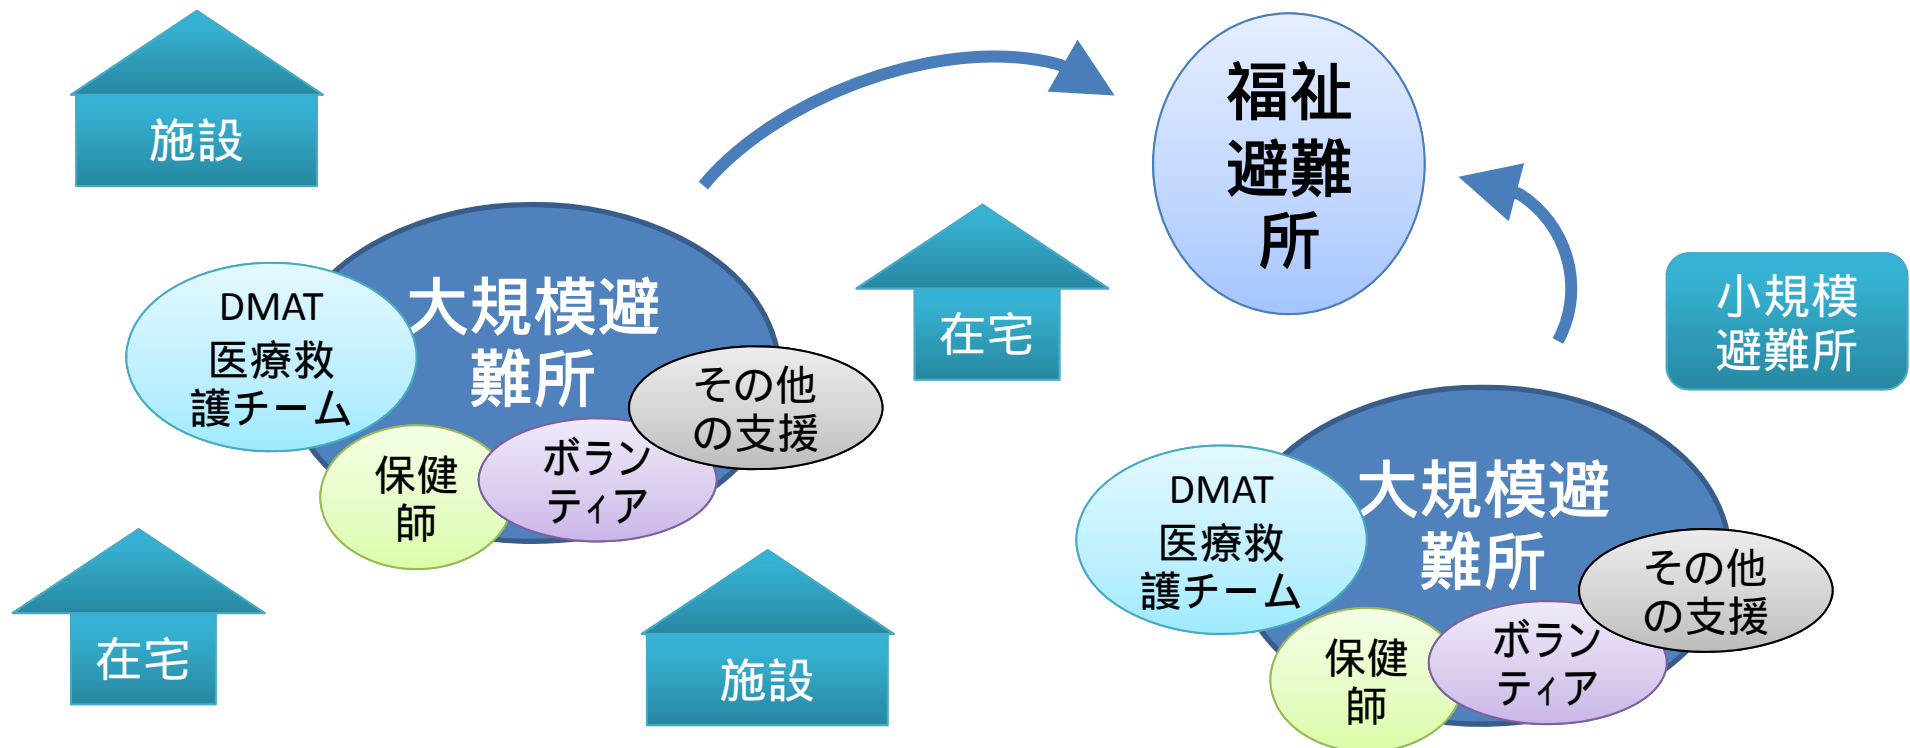 施設
福祉
避難
所
大規模避
難所
DMAT
医療救
護チーム
その他
の支援
保健
師
ボラン
ティア
在宅
小規模
避難所
在宅
施設
大規模避
難所
DMAT
医療救
護チーム
その他
の支援
保健
師
ボラン
ティア